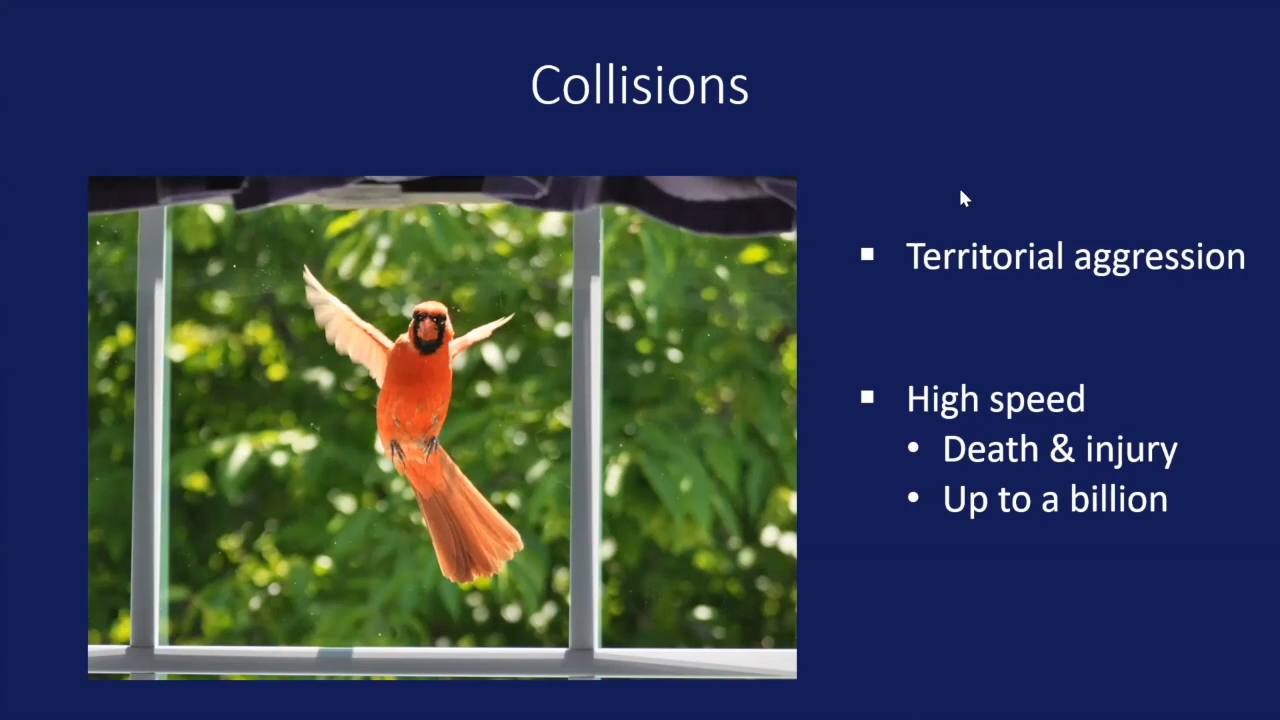 Collisions
Territorial aggression
High speed
Death & injury
Up to a billion